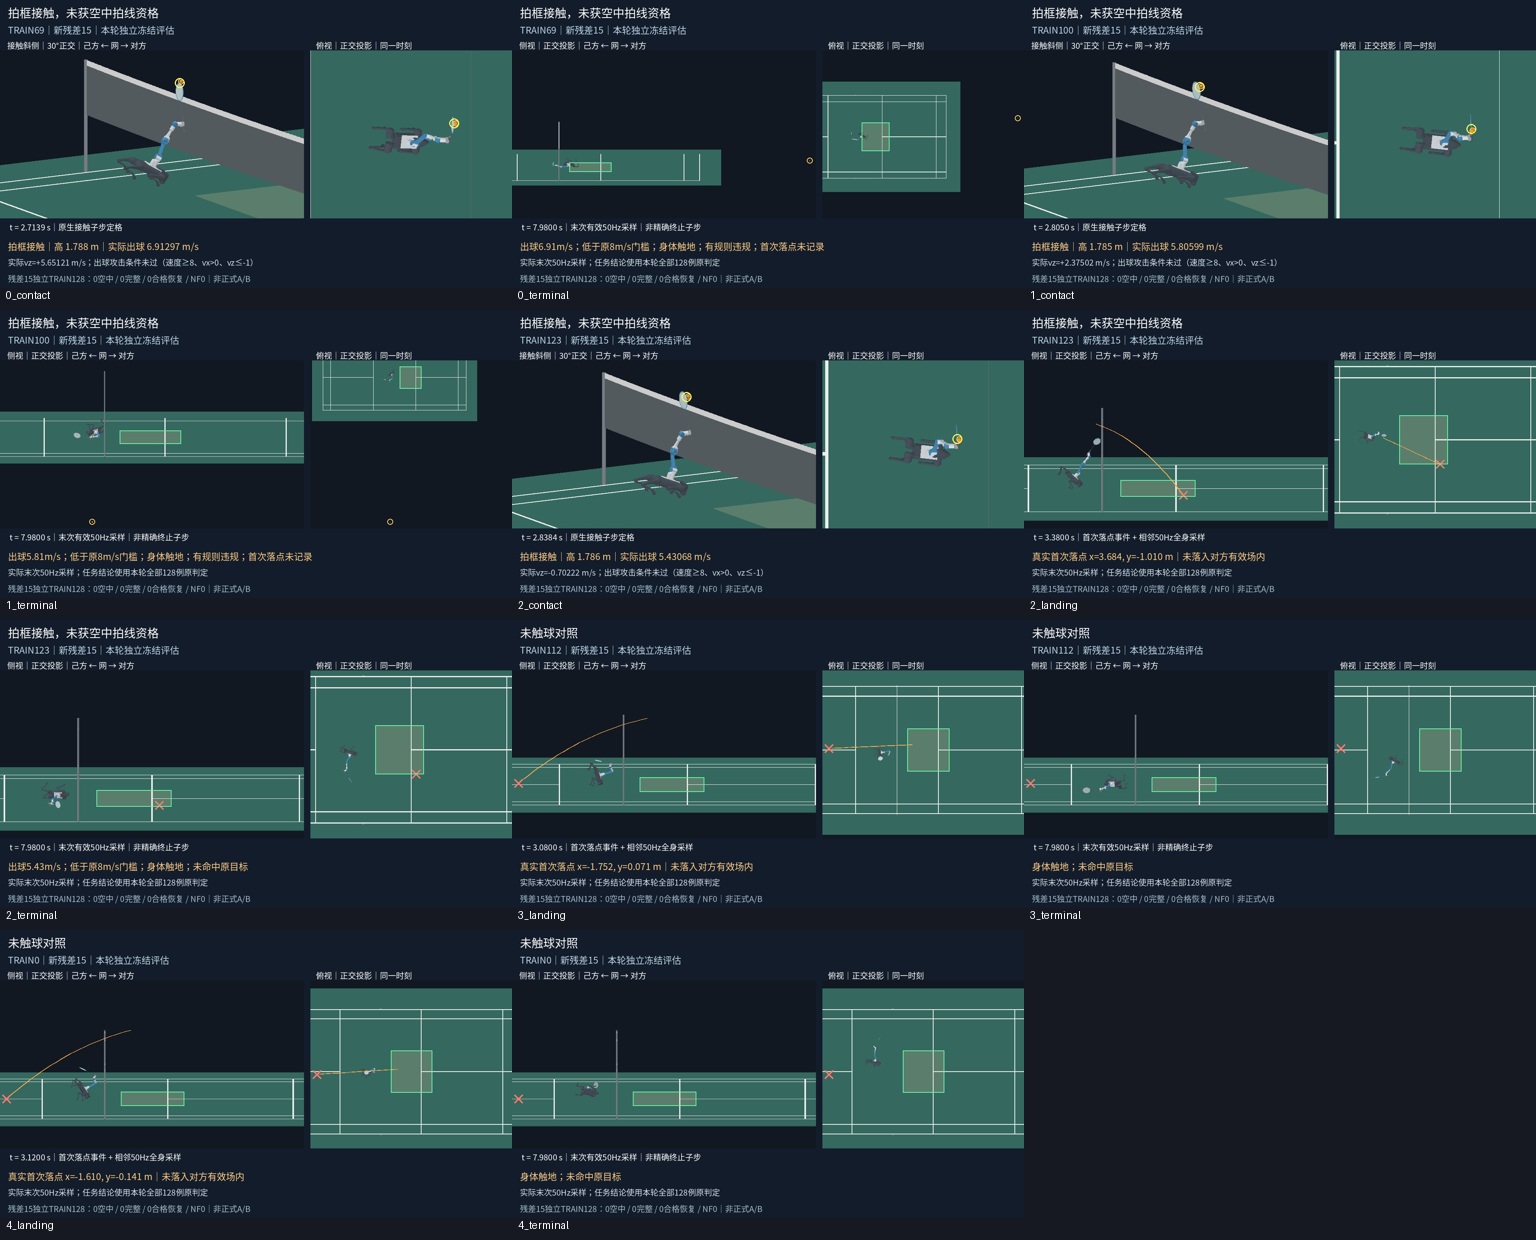 拍框接触，未获空中拍线资格
TRAIN69｜新残差15｜本轮独立冻结评估
接触斜侧｜30°正交｜己方 ← 网 → 对方
俯视｜正交投影｜同一时刻
t = 2.7139 s｜原生接触子步定格
拍框接触｜高 1.788 m｜实际出球 6.91297 m/s
实际vz=+5.65121 m/s；出球攻击条件未过（速度≥8、vx>0、vz≤-1）
残差15独立TRAIN128：0空中 / 0完整 / 0合格恢复 / NF0｜非正式A/B
0_contact
拍框接触，未获空中拍线资格
TRAIN69｜新残差15｜本轮独立冻结评估
侧视｜正交投影｜己方 ← 网 → 对方
俯视｜正交投影｜同一时刻
t = 7.9800 s｜末次有效50Hz采样｜非精确终止子步
出球6.91m/s；低于原8m/s门槛；身体触地；有规则违规；首次落点未记录
实际末次50Hz采样；任务结论使用本轮全部128例原判定
残差15独立TRAIN128：0空中 / 0完整 / 0合格恢复 / NF0｜非正式A/B
0_terminal
拍框接触，未获空中拍线资格
TRAIN100｜新残差15｜本轮独立冻结评估
接触斜侧｜30°正交｜己方 ← 网 → 对方
俯视｜正交投影｜同一时刻
t = 2.8050 s｜原生接触子步定格
拍框接触｜高 1.785 m｜实际出球 5.80599 m/s
实际vz=+2.37502 m/s；出球攻击条件未过（速度≥8、vx>0、vz≤-1）
残差15独立TRAIN128：0空中 / 0完整 / 0合格恢复 / NF0｜非正式A/B
1_contact
拍框接触，未获空中拍线资格
TRAIN100｜新残差15｜本轮独立冻结评估
侧视｜正交投影｜己方 ← 网 → 对方
俯视｜正交投影｜同一时刻
t = 7.9800 s｜末次有效50Hz采样｜非精确终止子步
出球5.81m/s；低于原8m/s门槛；身体触地；有规则违规；首次落点未记录
实际末次50Hz采样；任务结论使用本轮全部128例原判定
残差15独立TRAIN128：0空中 / 0完整 / 0合格恢复 / NF0｜非正式A/B
1_terminal
拍框接触，未获空中拍线资格
TRAIN123｜新残差15｜本轮独立冻结评估
接触斜侧｜30°正交｜己方 ← 网 → 对方
俯视｜正交投影｜同一时刻
t = 2.8384 s｜原生接触子步定格
拍框接触｜高 1.786 m｜实际出球 5.43068 m/s
实际vz=-0.70222 m/s；出球攻击条件未过（速度≥8、vx>0、vz≤-1）
残差15独立TRAIN128：0空中 / 0完整 / 0合格恢复 / NF0｜非正式A/B
2_contact
拍框接触，未获空中拍线资格
TRAIN123｜新残差15｜本轮独立冻结评估
侧视｜正交投影｜己方 ← 网 → 对方
俯视｜正交投影｜同一时刻
t = 3.3800 s｜首次落点事件 + 相邻50Hz全身采样
真实首次落点 x=3.684, y=-1.010 m｜未落入对方有效场内
实际末次50Hz采样；任务结论使用本轮全部128例原判定
残差15独立TRAIN128：0空中 / 0完整 / 0合格恢复 / NF0｜非正式A/B
2_landing
拍框接触，未获空中拍线资格
TRAIN123｜新残差15｜本轮独立冻结评估
侧视｜正交投影｜己方 ← 网 → 对方
俯视｜正交投影｜同一时刻
t = 7.9800 s｜末次有效50Hz采样｜非精确终止子步
出球5.43m/s；低于原8m/s门槛；身体触地；未命中原目标
实际末次50Hz采样；任务结论使用本轮全部128例原判定
残差15独立TRAIN128：0空中 / 0完整 / 0合格恢复 / NF0｜非正式A/B
2_terminal
未触球对照
TRAIN112｜新残差15｜本轮独立冻结评估
侧视｜正交投影｜己方 ← 网 → 对方
俯视｜正交投影｜同一时刻
t = 3.0800 s｜首次落点事件 + 相邻50Hz全身采样
真实首次落点 x=-1.752, y=0.071 m｜未落入对方有效场内
实际末次50Hz采样；任务结论使用本轮全部128例原判定
残差15独立TRAIN128：0空中 / 0完整 / 0合格恢复 / NF0｜非正式A/B
3_landing
未触球对照
TRAIN112｜新残差15｜本轮独立冻结评估
侧视｜正交投影｜己方 ← 网 → 对方
俯视｜正交投影｜同一时刻
t = 7.9800 s｜末次有效50Hz采样｜非精确终止子步
身体触地；未命中原目标
实际末次50Hz采样；任务结论使用本轮全部128例原判定
残差15独立TRAIN128：0空中 / 0完整 / 0合格恢复 / NF0｜非正式A/B
3_terminal
未触球对照
TRAIN0｜新残差15｜本轮独立冻结评估
侧视｜正交投影｜己方 ← 网 → 对方
俯视｜正交投影｜同一时刻
t = 3.1200 s｜首次落点事件 + 相邻50Hz全身采样
真实首次落点 x=-1.610, y=-0.141 m｜未落入对方有效场内
实际末次50Hz采样；任务结论使用本轮全部128例原判定
残差15独立TRAIN128：0空中 / 0完整 / 0合格恢复 / NF0｜非正式A/B
4_landing
未触球对照
TRAIN0｜新残差15｜本轮独立冻结评估
侧视｜正交投影｜己方 ← 网 → 对方
俯视｜正交投影｜同一时刻
t = 7.9800 s｜末次有效50Hz采样｜非精确终止子步
身体触地；未命中原目标
实际末次50Hz采样；任务结论使用本轮全部128例原判定
残差15独立TRAIN128：0空中 / 0完整 / 0合格恢复 / NF0｜非正式A/B
4_terminal